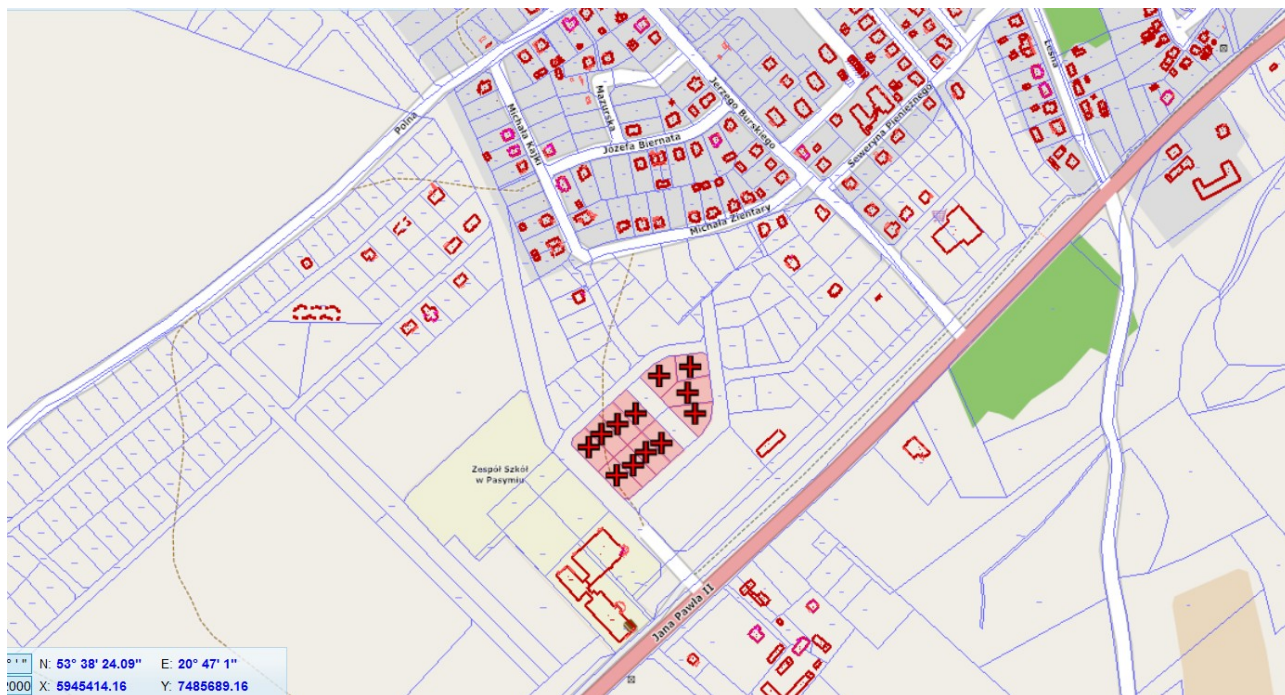 Leśna
Polna
Michała Kajki
Mazurska
Jerzego Burskiego
Seweryna Pieniężnego
Józefa Biernata
Michała Zientary
Zespół Szkół
w Pasymiu
Jana Pawła II
° ' " N: 53° 38' 24.09" E: 20° 47' 1"
2000 X: 5945414.16 Y: 7485689.16